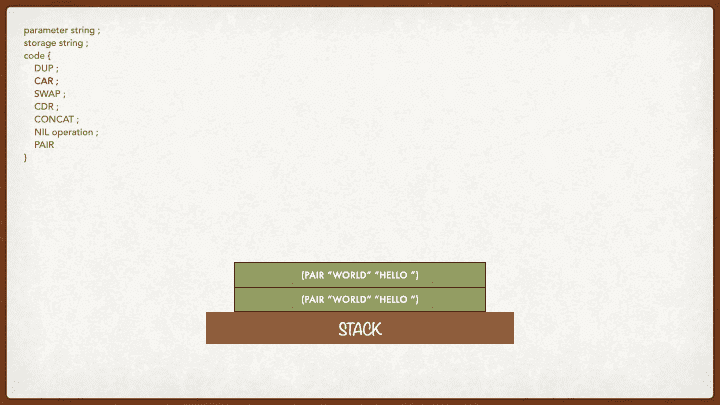 parameter string ;
storage string ;
code {
DUP ;
CAR ;
SWAP ;
CDR ;
CONCAT ;
NIL operation ;
PAIR
}
(PAIR “WORLD” “HELLO ”)
(PAIR “WORLD” “HELLO ”)
STACK